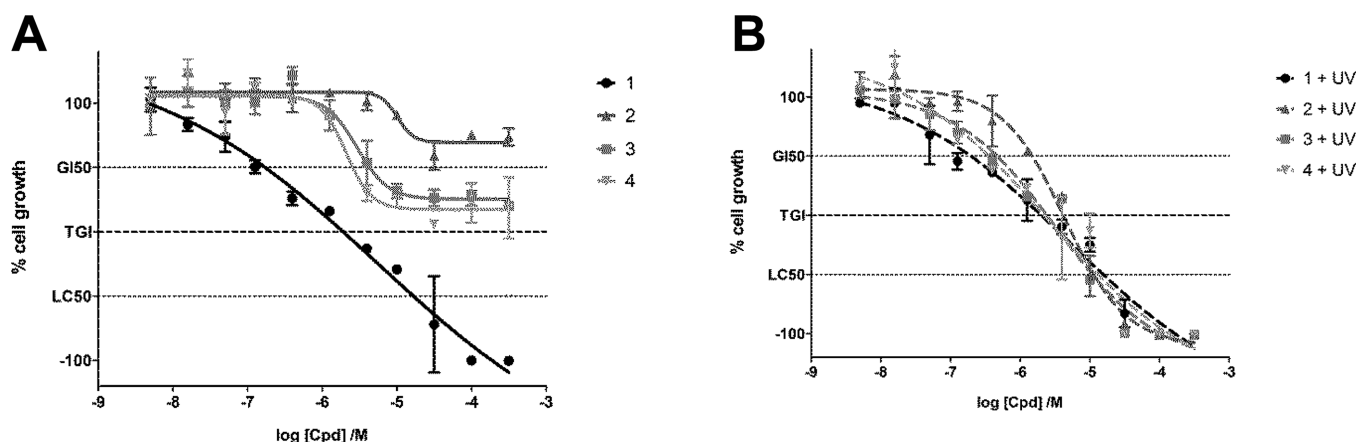 A
% cell growth
100
GI50
TGI
LC50
-100
-9 -8 -7 -6 -5 -4 -3
log [Cpd] /M
1
2
3
4
B
% cell growth
100
GI50
TGI
LC50
-100
-9 -8 -7 -6 -5 -4 -3
log [Cpd] /M
1 + UV
2 + UV
3 + UV
4 + UV